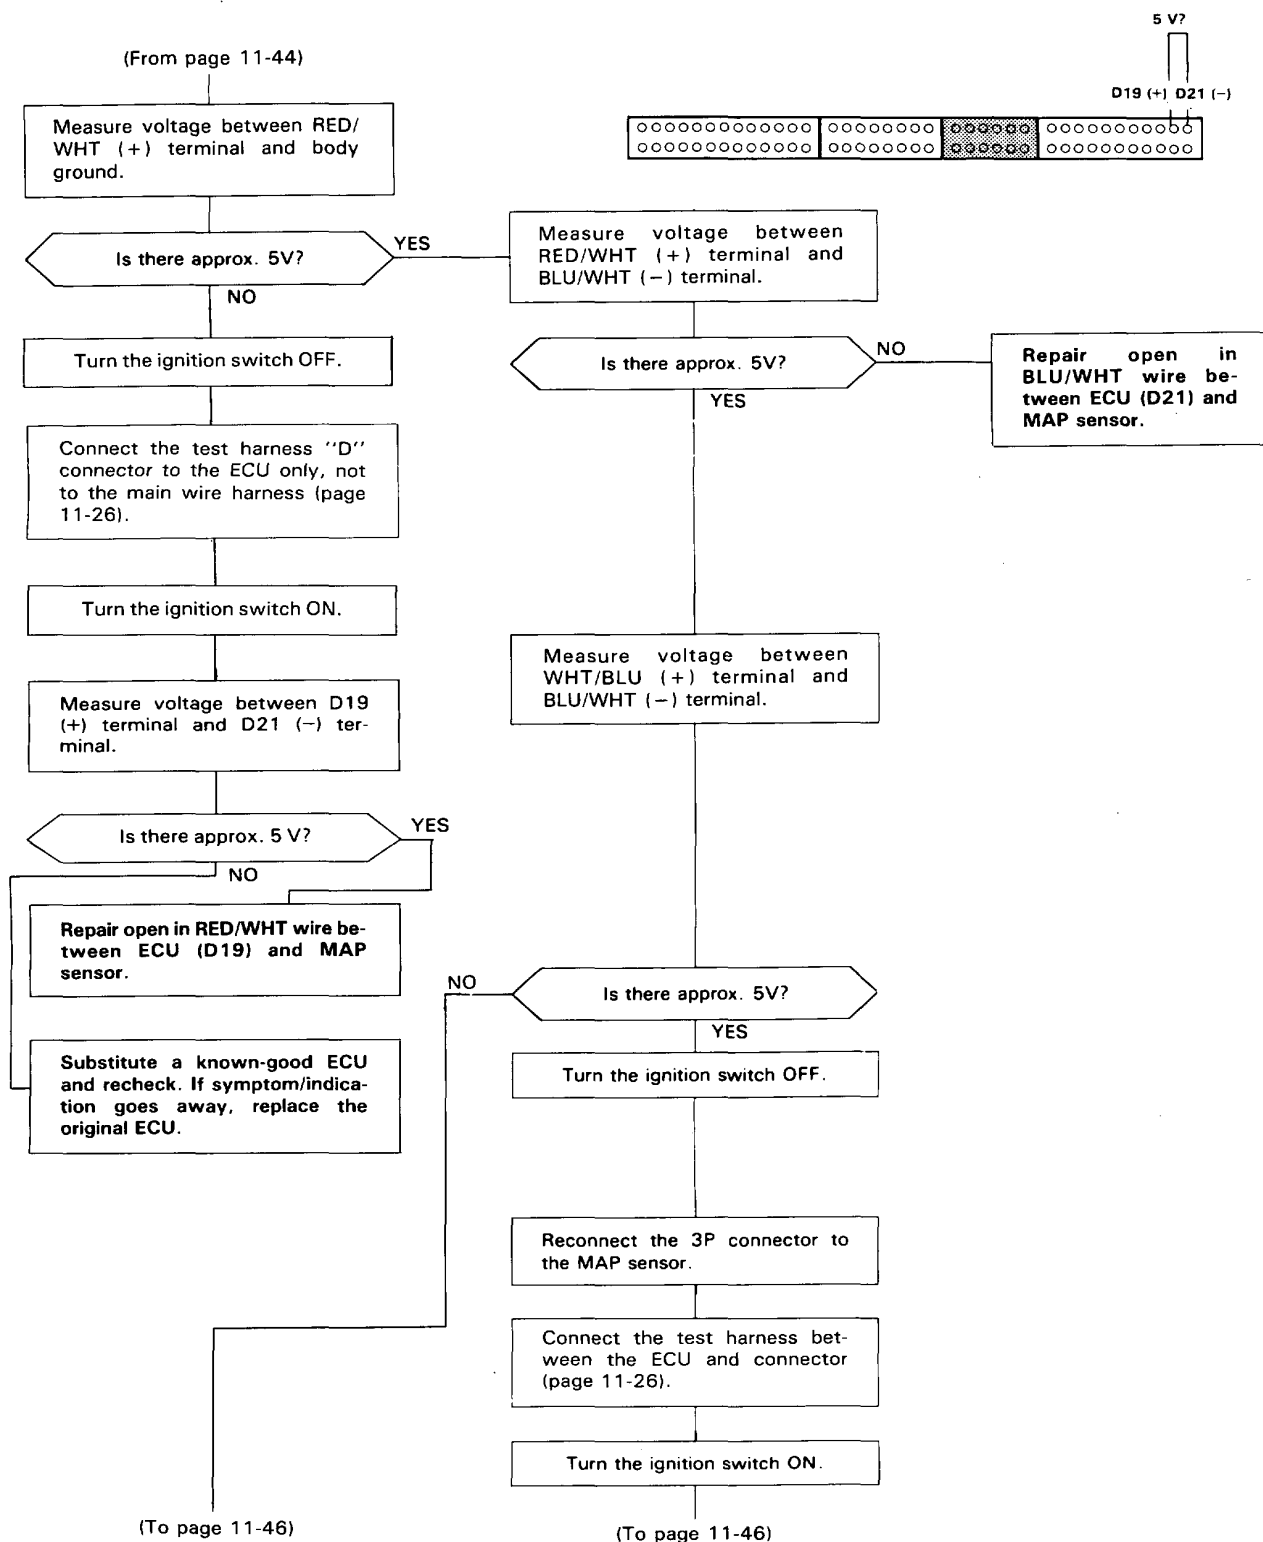 5 V?
(From page 11-44)
D19 (+) D21 (−)
Measure voltage between RED/
WHT (+) terminal and body
ground.
Is there approx. 5V?
YES
NO
Turn the ignition switch OFF.
Connect the test harness "D"
connector to the ECU only, not
to the main wire harness (page
11-26).
Turn the ignition switch ON.
Measure voltage between D19
(+) terminal and D21 (−) ter-
minal.
Is there approx. 5 V?
YES
NO
Repair open in RED/WHT wire be-
tween ECU (D19) and MAP
sensor.
Substitute a known-good ECU
and recheck. If symptom/indica-
tion goes away, replace the
original ECU.
Measure voltage between
RED/WHT (+) terminal and
BLU/WHT (−) terminal.
Is there approx. 5V?
NO
YES
Repair open in
BLU/WHT wire be-
tween ECU (D21) and
MAP sensor.
Measure voltage between
WHT/BLU (+) terminal and
BLU/WHT (−) terminal.
NO
Is there approx. 5V?
YES
Turn the ignition switch OFF.
Reconnect the 3P connector to
the MAP sensor.
Connect the test harness bet-
ween the ECU and connector
(page 11-26).
Turn the ignition switch ON.
(To page 11-46)
(To page 11-46)